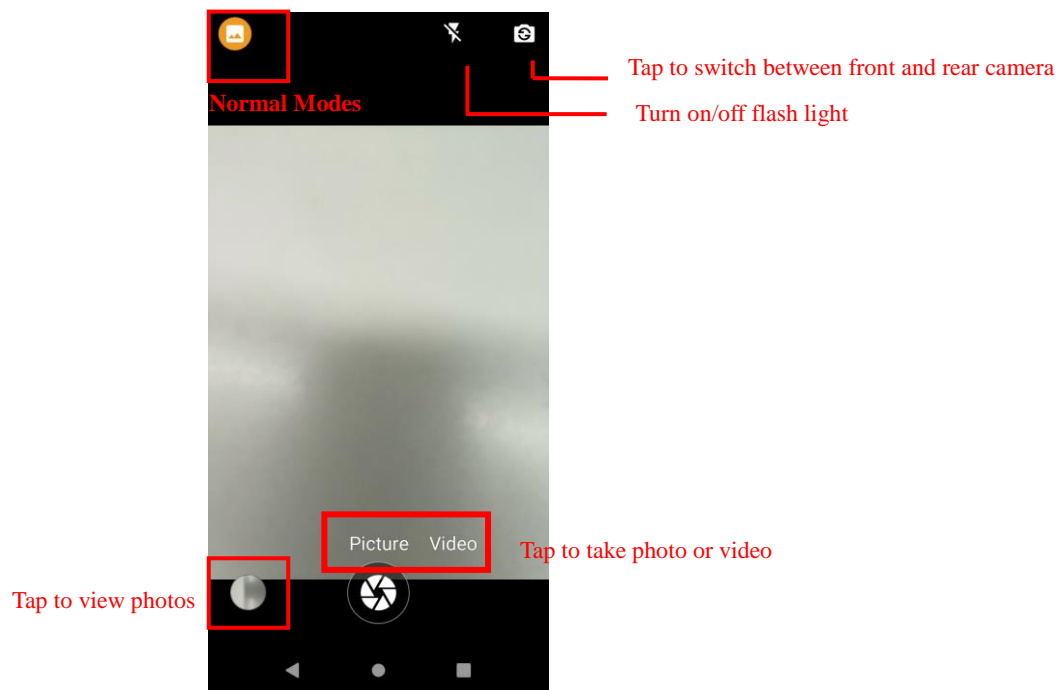 Tap to switch between front and rear camera
Normal Modes
Turn on/off flash light
Picture Video
Tap to take photo or video
Tap to view photos